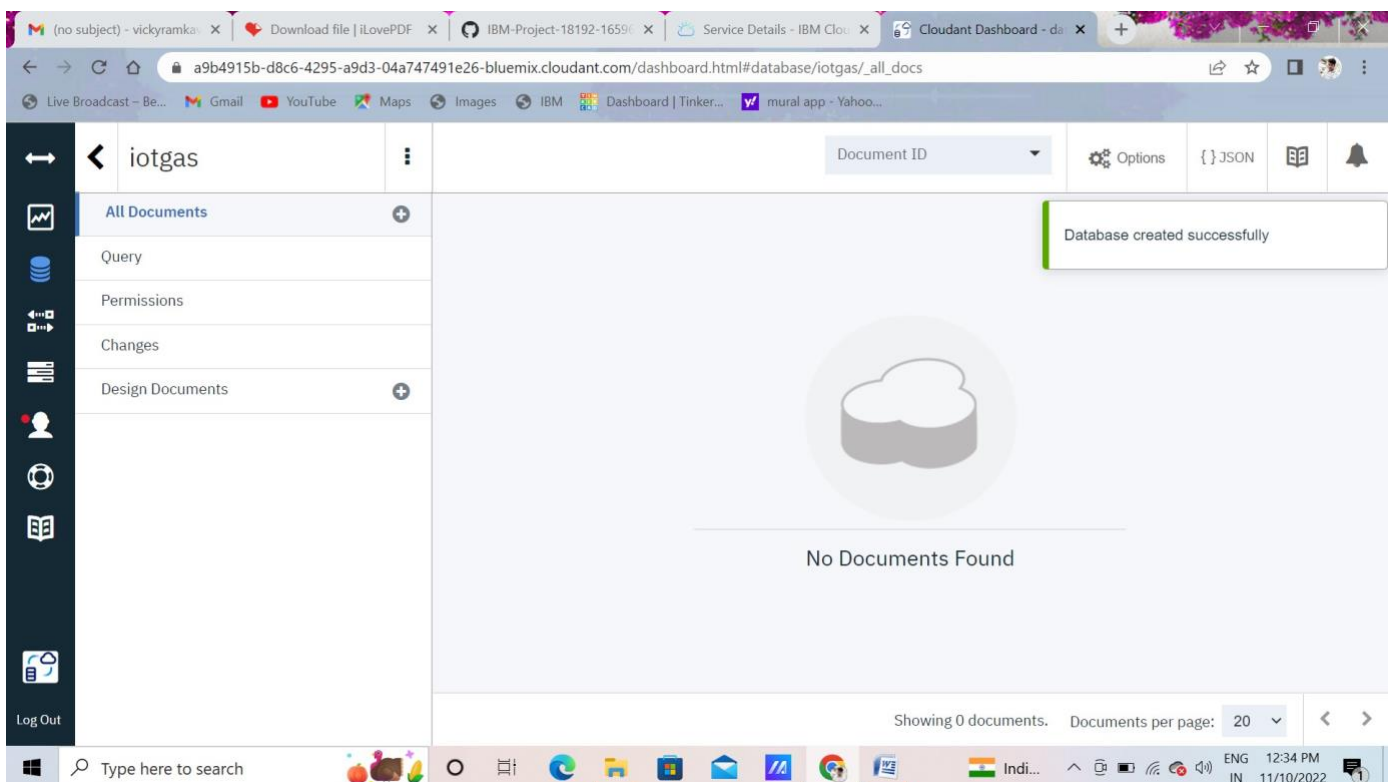 (no subject) - vickyramka
Download file | iLovePDF
IBM-Project-18192-1659
Service Details - IBM Clou
Cloudant Dashboard - da
a9b4915b-d8c6-4295-a9d3-04a747491e26-bluemix.cloudant.com/dashboard.html#database/iotgas/_all_docs
Live Broadcast – Be...
Gmail
YouTube
Maps
Images
IBM
Dashboard | Tinker...
mural app - Yahoo...
iotgas
Document ID
Options
{ } JSON
All Documents
Database created successfully
Query
Permissions
Changes
Design Documents
No Documents Found
Log Out
Showing 0 documents.
Documents per page: 20
Type here to search
Indi...
ENG
IN
12:34 PM
11/10/2022
1